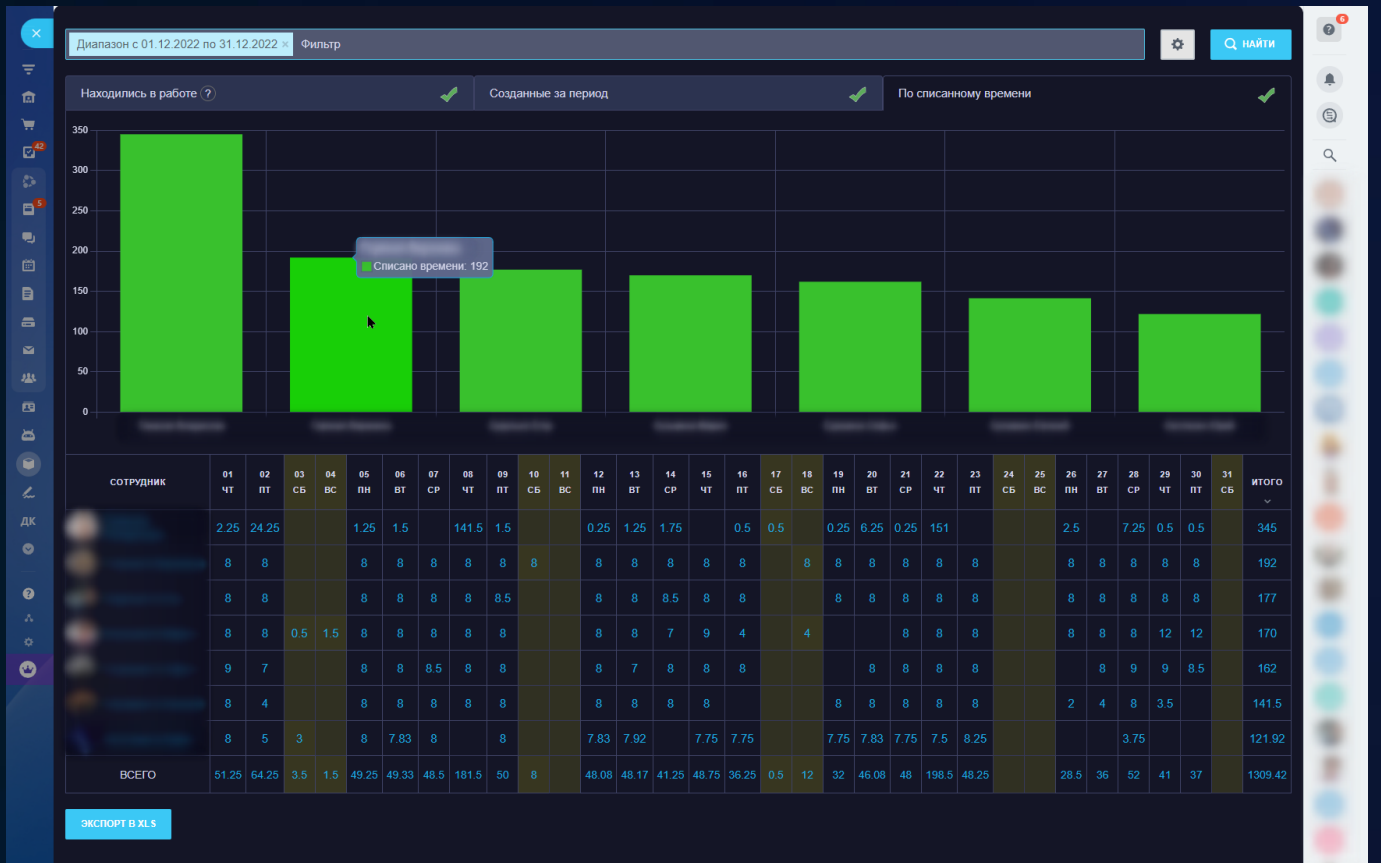 6
Диапазон с 01.12.2022 по 31.12.2022 × Фильтр
НАЙТИ
Находились в работе ?
Созданные за период
По списанному времени
42
5
ДК
350
300
250
200
150
100
50
0
Списано времени: 192
СОТРУДНИК 01 ЧТ 02 ПТ 03 СБ 04 ВС 05 ПН 06 ВТ 07 СР 08 ЧТ 09 ПТ 10 СБ 11 ВС 12 ПН 13 ВТ 14 СР 15 ЧТ 16 ПТ 17 СБ 18 ВС 19 ПН 20 ВТ 21 СР 22 ЧТ 23 ПТ 24 СБ 25 ВС 26 ПН 27 ВТ 28 СР 29 ЧТ 30 ПТ 31 СБ ИТОГО
2.25 24.25 1.25 1.5 141.5 1.5 0.25 1.25 1.75 0.5 0.5 0.25 6.25 0.25 151 2.5 7.25 0.5 0.5 345
8 8 8 8 8 8 8 8 8 8 8 8 8 8 8 8 8 8 8 8 8 8 8 8 192
8 8 8 8 8 8 8.5 8 8 8.5 8 8 8 8 8 8 8 8 8 8 8 8 177
8 8 0.5 1.5 8 8 8 8 8 8 8 7 9 4 4 8 8 8 8 8 8 12 12 170
9 7 8 8 8.5 8 8 8 7 8 8 8 8 8 8 8 8 9 9 8.5 162
8 4 8 8 8 8 8 8 8 8 8 8 8 8 8 8 2 4 8 3.5 141.5
8 5 3 8 7.83 8 8 7.83 7.92 7.75 7.75 7.75 7.83 7.75 7.5 8.25 3.75 121.92
ВСЕГО 51.25 64.25 3.5 1.5 49.25 49.33 48.5 181.5 50 8 48.08 48.17 41.25 48.75 36.25 0.5 12 32 46.08 48 198.5 48.25 28.5 36 52 41 37 1309.42
ЭКСПОРТ В XLS